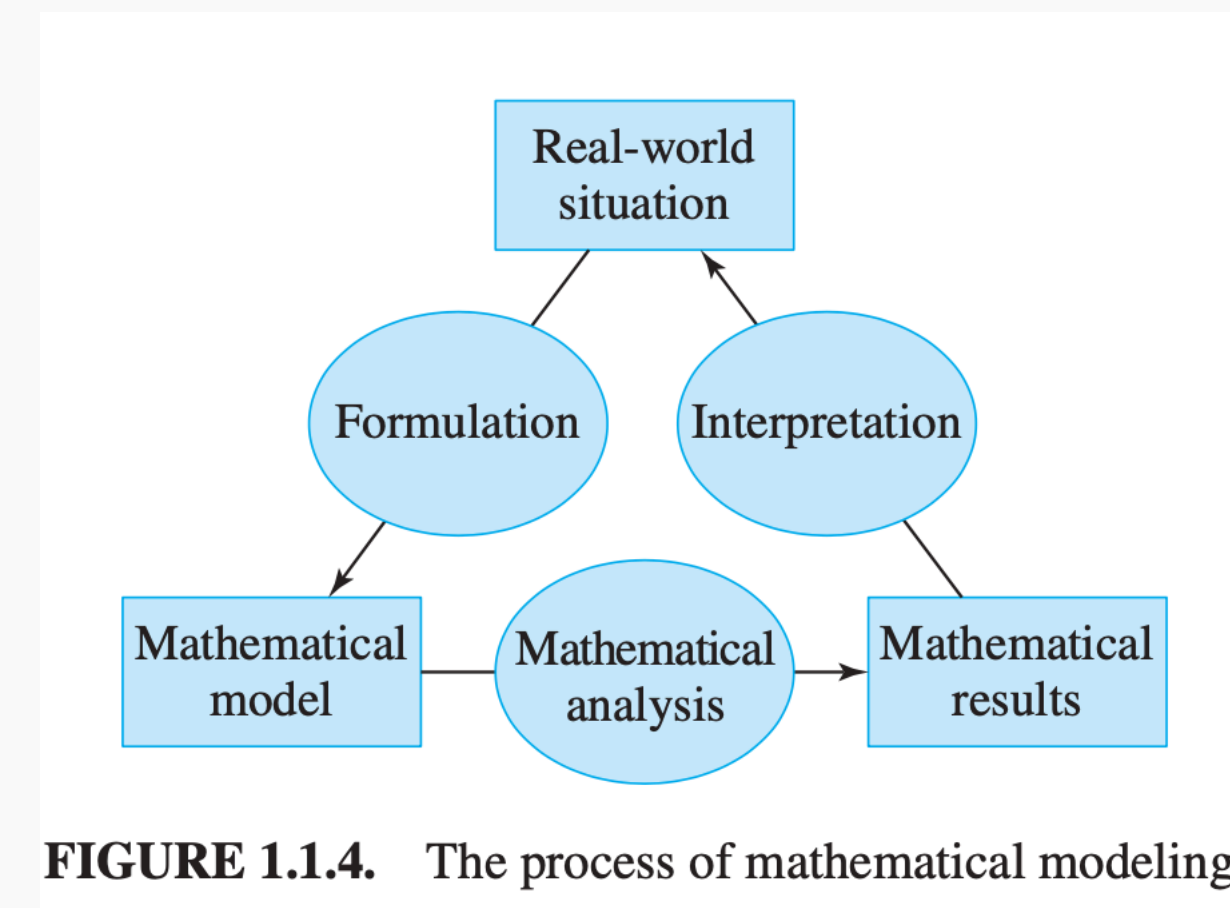 Real-world
situation
Formulation
Interpretation
Mathematical
model
Mathematical
analysis
Mathematical
results
FIGURE 1.1.4. The process of mathematical modeling